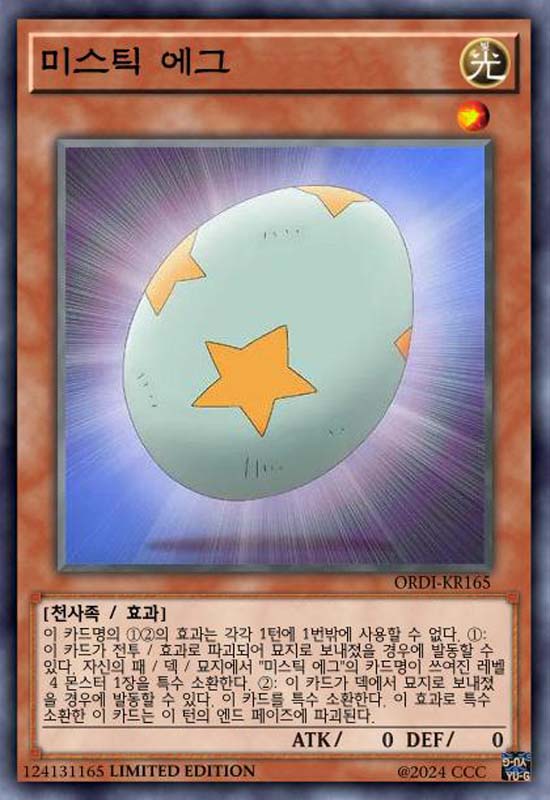 미스틱 에그
빛
光
ORDI-KR165
[천사족 / 효과]
이 카드명의 ①②의 효과는 각각 1턴에 1번밖에 사용할 수 없다. ①:
이 카드가 전투 / 효과로 파괴되어 묘지로 보내졌을 경우에 발동할 수
있다. 자신의 패 / 덱 / 묘지에서 "미스틱 에그"의 카드명이 쓰여진 레벨
4 몬스터 1장을 특수 소환한다. ②: 이 카드가 덱에서 묘지로 보내졌
을 경우에 발동할 수 있다. 이 카드를 특수 소환한다. 이 효과로 특수
소환한 이 카드는 이 턴의 엔드 페이즈에 파괴된다.
ATK/ 0 DEF/ 0
124131165 LIMITED EDITION @2024 CCC
YU-G
YU-G